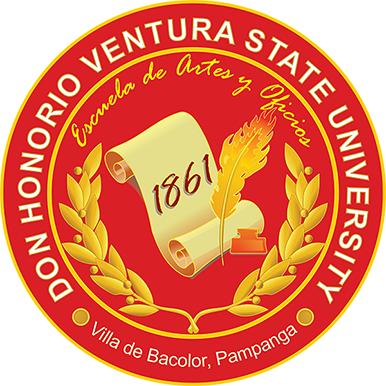 DON HONORIO VENTURA STATE UNIVERSITY
Escuela de Artes y Oficios
1861
Villa de Bacolor, Pampanga